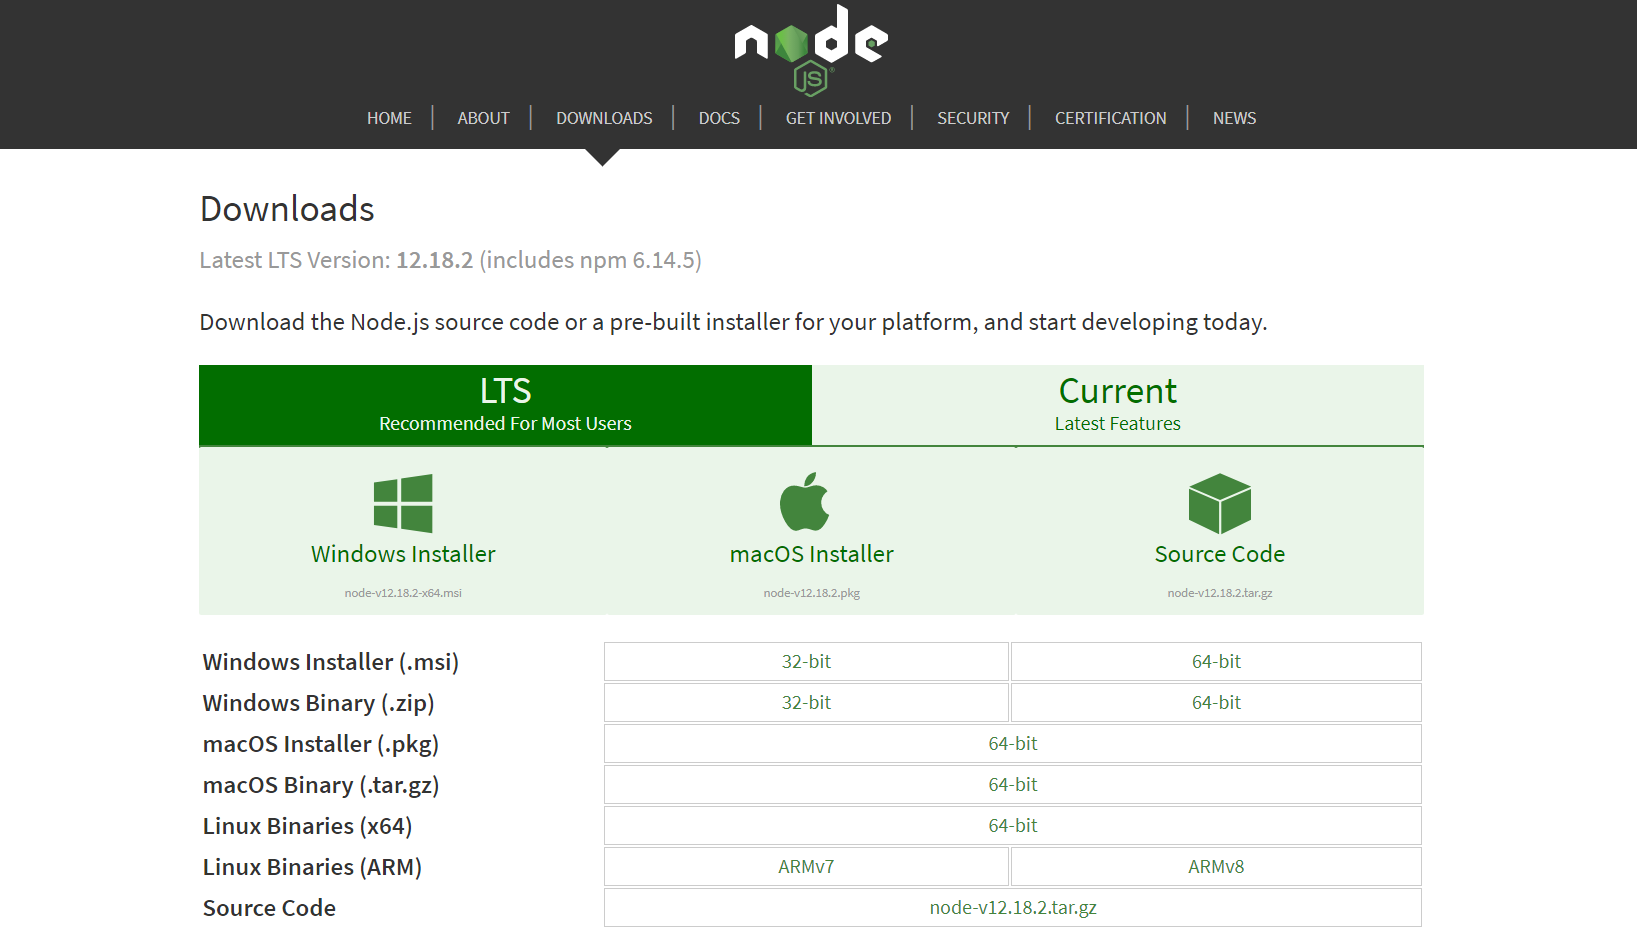 node
JS ®
HOME | ABOUT | DOWNLOADS | DOCS | GET INVOLVED | SECURITY | CERTIFICATION | NEWS
Downloads
Latest LTS Version: 12.18.2 (includes npm 6.14.5)
Download the Node.js source code or a pre-built installer for your platform, and start developing today.
LTS
Recommended For Most Users
Current
Latest Features
Windows Installer
node-v12.18.2-x64.msi
macOS Installer
node-v12.18.2.pkg
Source Code
node-v12.18.2.tar.gz
Windows Installer (.msi) 32-bit 64-bit
Windows Binary (.zip) 32-bit 64-bit
macOS Installer (.pkg) 64-bit
macOS Binary (.tar.gz) 64-bit
Linux Binaries (x64) 64-bit
Linux Binaries (ARM) ARMv7 ARMv8
Source Code node-v12.18.2.tar.gz